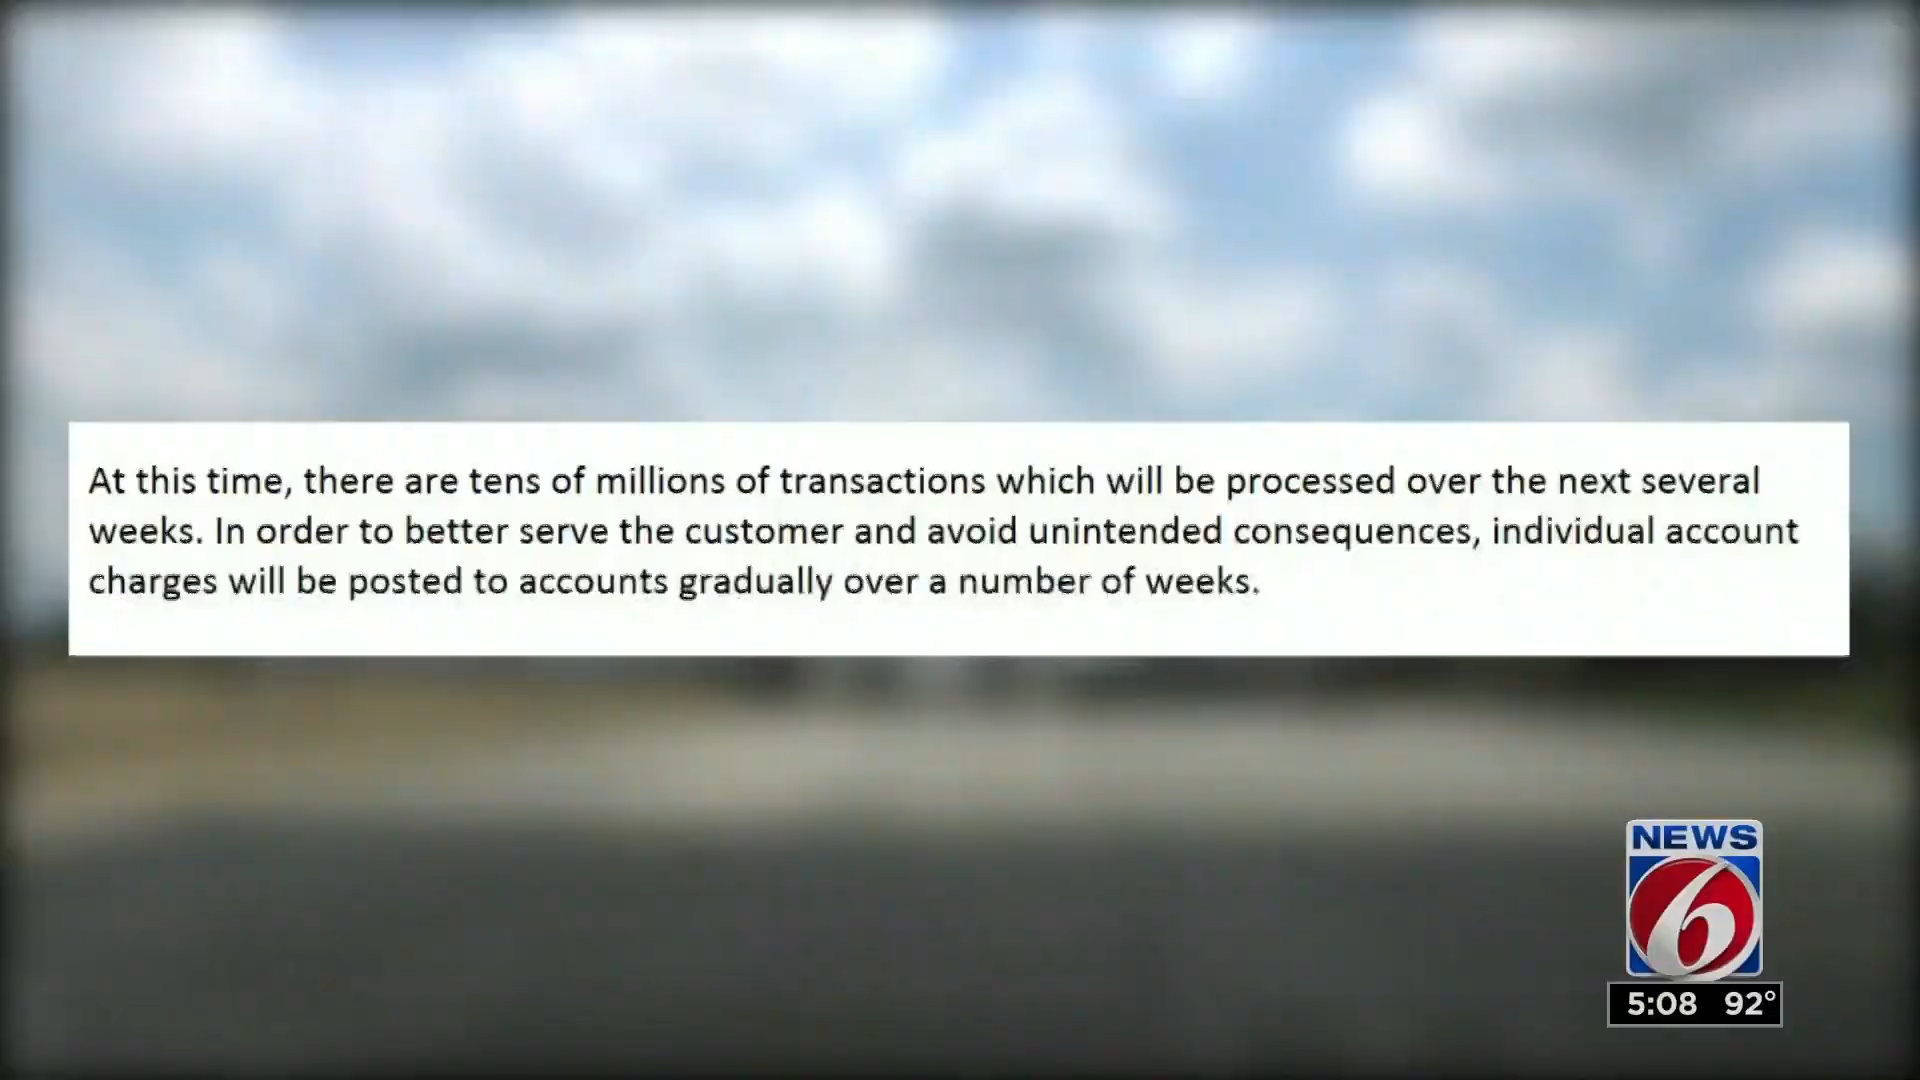 At this time, there are tens of millions of transactions which will be processed over the next several
weeks. In order to better serve the customer and avoid unintended consequences, individual account
charges will be posted to accounts gradually over a number of weeks.
NEWS
6
5:08 92°